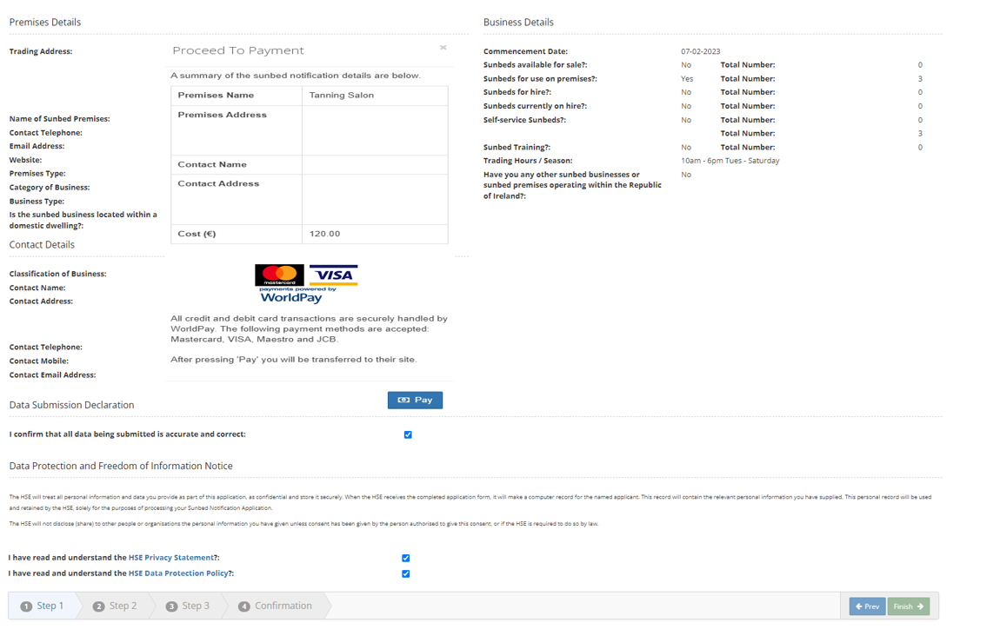 Premises Details
Trading Address:
Name of Sunbed Premises:
Contact Telephone:
Email Address:
Website:
Premises Type:
Category of Business:
Business Type:
Is the sunbed business located within a
domestic dwelling?:
Contact Details
Classification of Business:
Contact Name:
Contact Address:
Contact Telephone:
Contact Mobile:
Contact Email Address:
Proceed To Payment ×
A summary of the sunbed notification details are below.
Premises Name Tanning Salon
Premises Address
Contact Name
Contact Address
Cost (€) 120.00
mastercard VISA
payments powered by
WorldPay
All credit and debit card transactions are securely handled by
WorldPay. The following payment methods are accepted:
Mastercard, VISA, Maestro and JCB.
After pressing 'Pay' you will be transferred to their site.
Pay
Business Details
Commencement Date: 07-02-2023
Sunbeds available for sale?: No Total Number: 0
Sunbeds for use on premises?: Yes Total Number: 3
Sunbeds for hire?: No Total Number: 0
Sunbeds currently on hire?: No Total Number: 0
Self-service Sunbeds?: No Total Number: 0
Total Number: 3
Sunbed Training?: No Total Number: 0
Trading Hours / Season: 10am - 6pm Tues - Saturday
Have you any other sunbed businesses or No
sunbed premises operating within the Republic
of Ireland?:
Data Submission Declaration
I confirm that all data being submitted is accurate and correct:
Data Protection and Freedom of Information Notice
The HSE will treat all personal information and data you provide as part of this application, as confidential and store it securely. When the HSE receives the completed application form, it will make a computer record for the named applicant. This record will contain the relevant personal information you have supplied. This personal record will be used
and retained by the HSE, solely for the purposes of processing your Sunbed Notification Application.
The HSE will not disclose (share) to other people or organisations the personal information you have given unless consent has been given by the person authorised to give this consent, or if the HSE is required to do so by law.
I have read and understand the HSE Privacy Statement?:
I have read and understand the HSE Data Protection Policy?:
1 Step 1 2 Step 2 3 Step 3 4 Confirmation Prev Finish